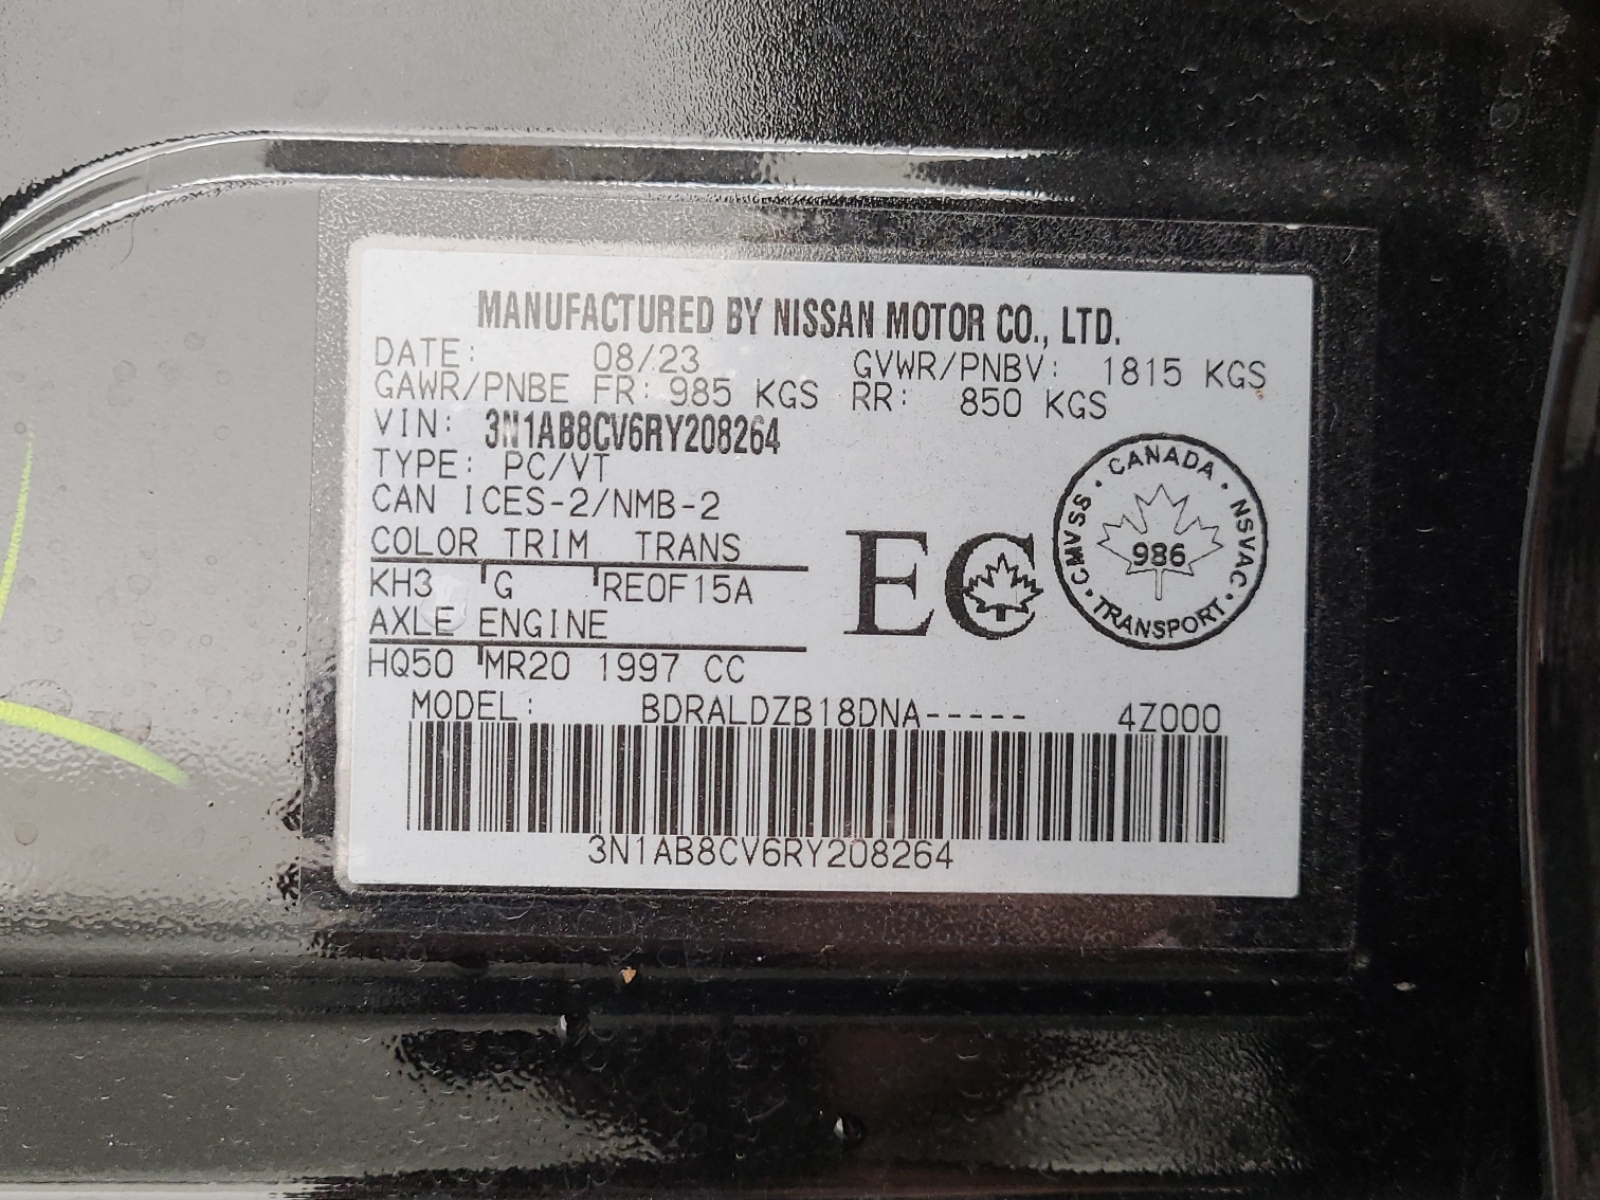 MANUFACTURED BY NISSAN MOTOR CO., LTD.
DATE: 08/23 GVWR/PNBV: 1815 KGS
GAWR/PNBE FR: 985 KGS RR: 850 KGS
VIN: 3N1AB8CV6RY208264
TYPE: PC/VT
CAN ICES-2/NMB-2
COLOR TRIM TRANS
KH3 G RE0F15A
AXLE ENGINE
HQ50 MR20 1997 CC
EC
· CANADA · NSVAC · TRANSPORT · CMVSS
986
MODEL: BDRALDZB18DNA----- 4Z000
3N1AB8CV6RY208264